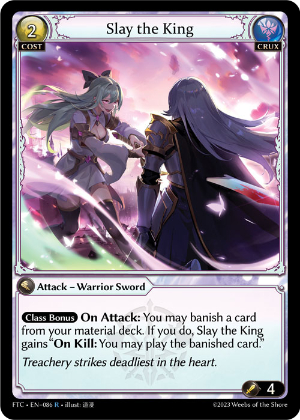 2
Slay the King
COST
CRUX
Attack – Warrior Sword
Class Bonus On Attack: You may banish a
card from your material deck. If you do, Slay the King
gains “On Kill: You may play the banished card.”
Treachery strikes deadliest in the heart.
4
FTC • EN-086 R • illust: 道湲
©2023 Weebs of the Shore